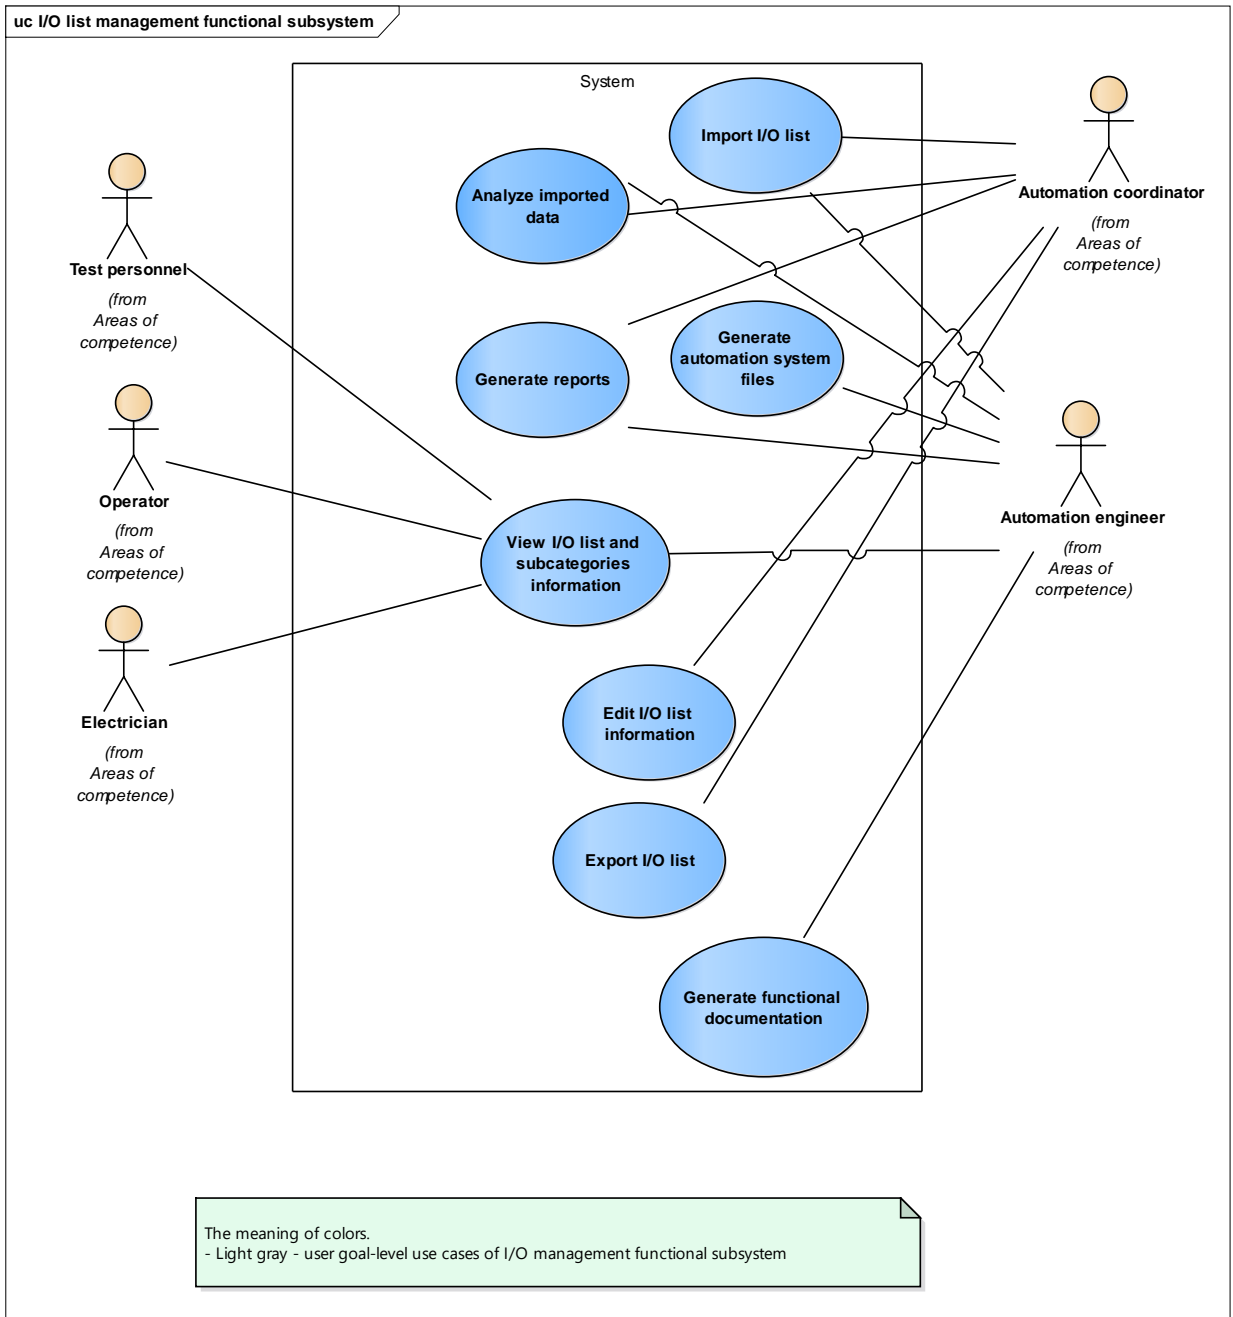 uc I/O list management functional subsystem
System
Import I/O list
Analyze imported
data
Generate reports
Generate
automation system
files
View I/O list and
subcategories
information
Edit I/O list
information
Export I/O list
Generate functional
documentation
Test personnel
(from
Areas of
competence)
Operator
(from
Areas of
competence)
Electrician
(from
Areas of
competence)
Automation coordinator
(from
Areas of
competence)
Automation engineer
(from
Areas of
competence)
The meaning of colors.
- Light gray - user goal-level use cases of I/O management functional subsystem